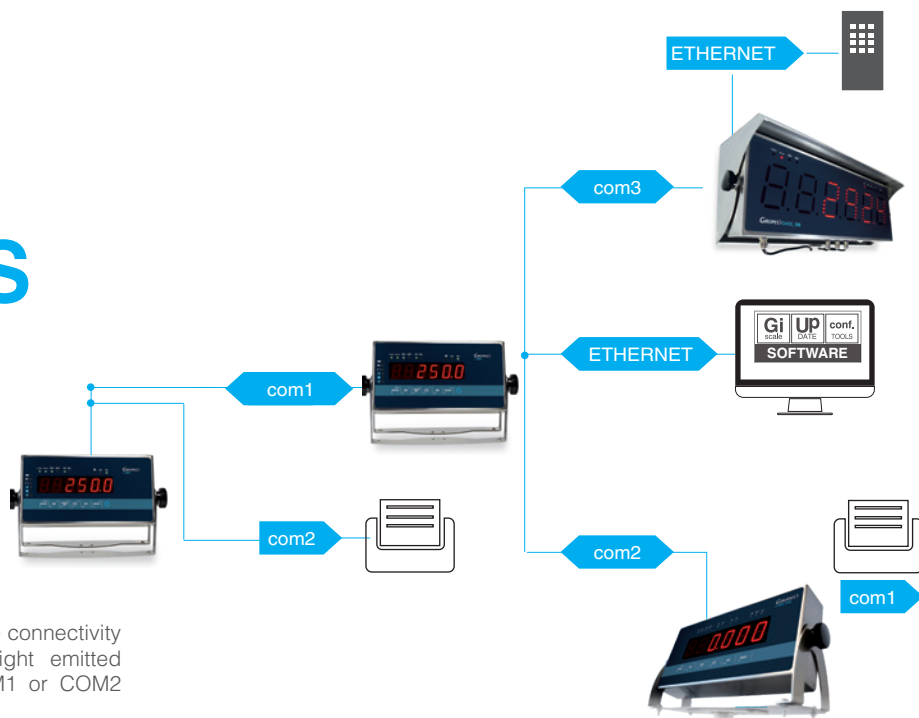 ETHERNET
com3
S
Gi
scale
UP
DATE
conf.
TOOLS
SOFTWARE
ETHERNET
com1
250.0
250.0
com2
com2
0.000
com1
connectivity
ight emitted
M1 or COM2